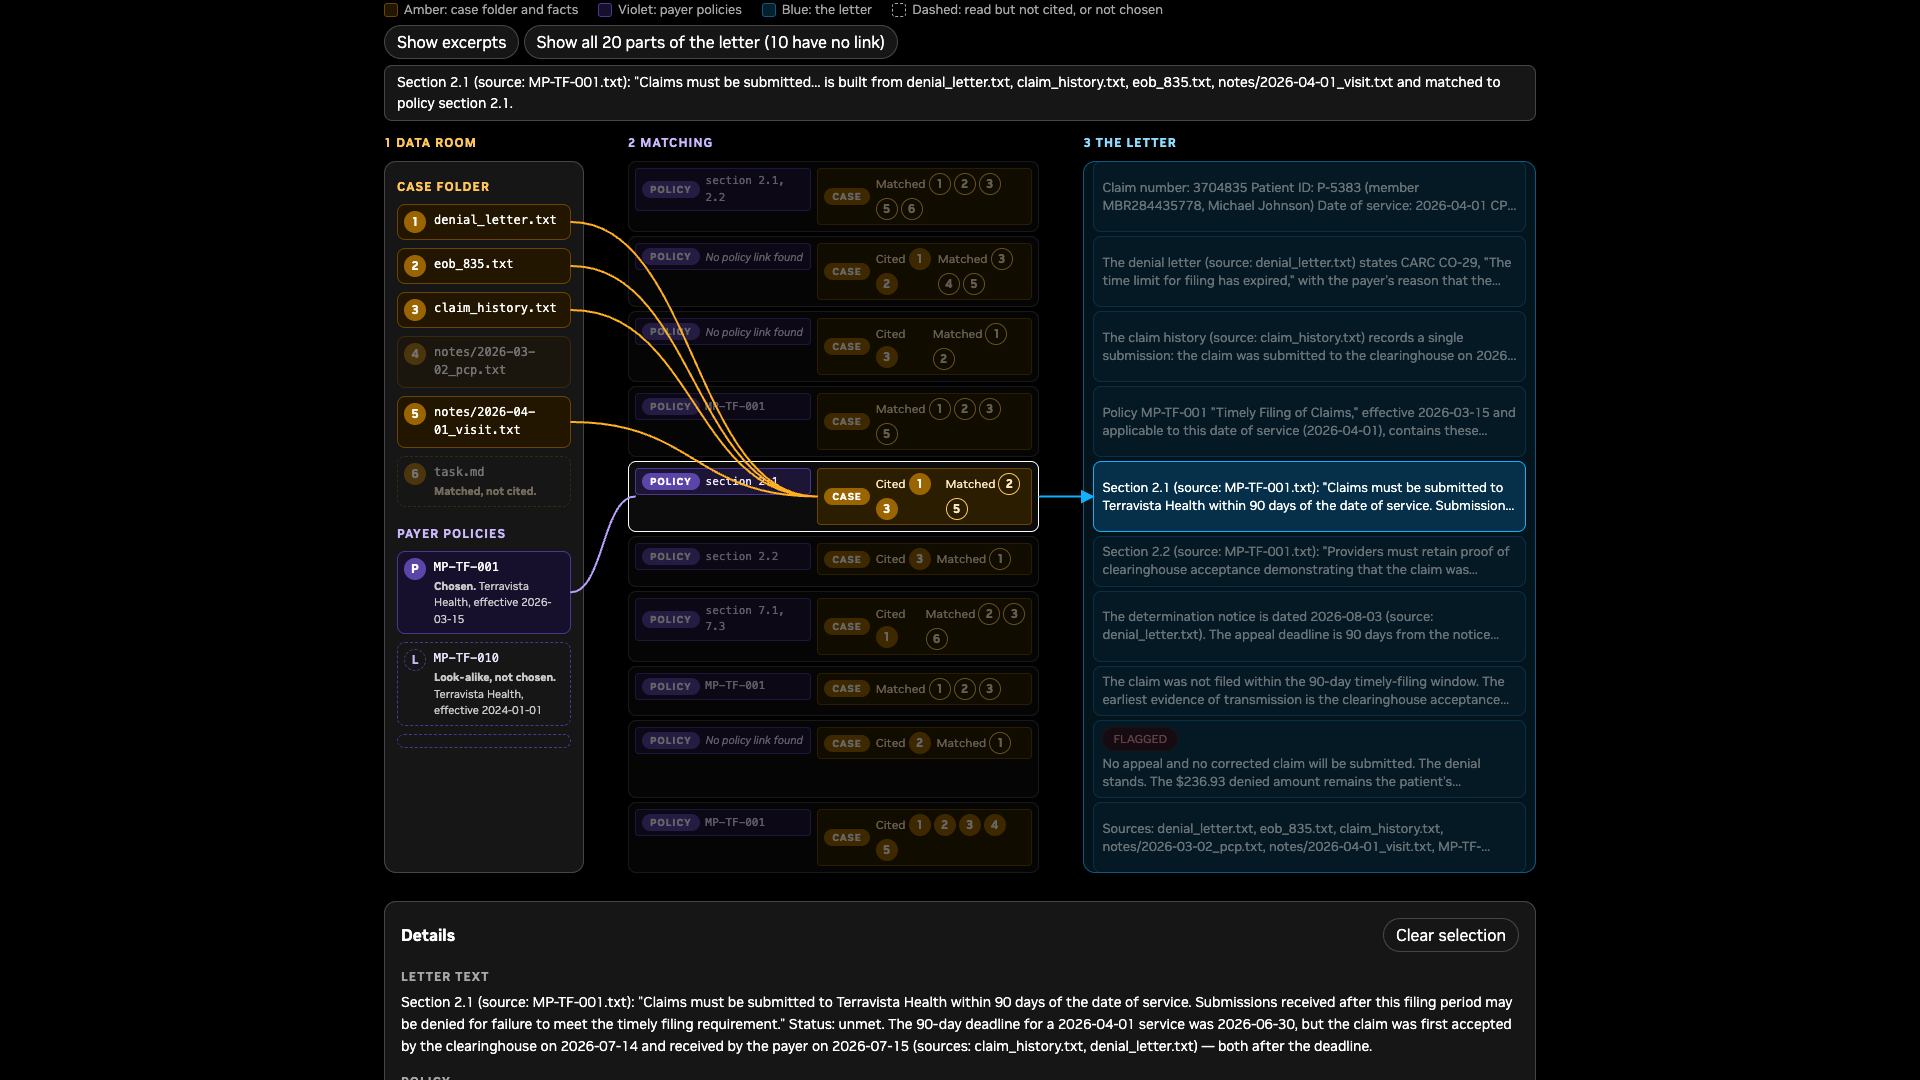 Amber: case folder and facts
Violet: payer policies
Blue: the letter
Dashed: read but not cited, or not chosen
Show excerpts
Show all 20 parts of the letter (10 have no link)
Section 2.1 (source: MP-TF-001.txt): "Claims must be submitted... is built from denial_letter.txt, claim_history.txt, eob_835.txt, notes/2026-04-01_visit.txt and matched to
policy section 2.1.
1 DATA ROOM
CASE FOLDER
1 denial_letter.txt
2 eob_835.txt
3 claim_history.txt
4 notes/2026-03-
02_pcp.txt
5 notes/2026-04-
01_visit.txt
6 task.md
Matched, not cited.
PAYER POLICIES
P MP-TF-001
Chosen. Terravista
Health, effective 2026-
03-15
L MP-TF-010
Look-alike, not chosen.
Terravista Health,
effective 2024-01-01
2 MATCHING
POLICY section 2.1,
2.2
CASE Matched 1 2 3
5 6
POLICY No policy link found
CASE Cited 1 Matched 3
2 4 5
POLICY No policy link found
CASE Cited Matched 1
3 2
POLICY MP-TF-001
CASE Matched 1 2 3
5
POLICY section 2.1
CASE Cited 1 Matched 2
3 5
POLICY section 2.2
CASE Cited 3 Matched 1
POLICY section 7.1,
7.3
CASE Cited Matched 2 3
1 6
POLICY MP-TF-001
CASE Matched 1 2 3
POLICY No policy link found
CASE Cited 2 Matched 1
POLICY MP-TF-001
CASE Cited 1 2 3 4
5
3 THE LETTER
Claim number: 3704835 Patient ID: P-5383 (member
MBR284435778, Michael Johnson) Date of service: 2026-04-01 CP...
The denial letter (source: denial_letter.txt) states CARC CO-29, "The
time limit for filing has expired," with the payer's reason that the...
The claim history (source: claim_history.txt) records a single
submission: the claim was submitted to the clearinghouse on 2026...
Policy MP-TF-001 "Timely Filing of Claims," effective 2026-03-15 and
applicable to this date of service (2026-04-01), contains these...
Section 2.1 (source: MP-TF-001.txt): "Claims must be submitted to
Terravista Health within 90 days of the date of service. Submission...
Section 2.2 (source: MP-TF-001.txt): "Providers must retain proof of
clearinghouse acceptance demonstrating that the claim was...
The determination notice is dated 2026-08-03 (source:
denial_letter.txt). The appeal deadline is 90 days from the notice...
The claim was not filed within the 90-day timely-filing window. The
earliest evidence of transmission is the clearinghouse acceptance...
FLAGGED
No appeal and no corrected claim will be submitted. The denial
stands. The $236.93 denied amount remains the patient's...
Sources: denial_letter.txt, eob_835.txt, claim_history.txt,
notes/2026-03-02_pcp.txt, notes/2026-04-01_visit.txt, MP-TF-...
Details
Clear selection
LETTER TEXT
Section 2.1 (source: MP-TF-001.txt): "Claims must be submitted to Terravista Health within 90 days of the date of service. Submissions received after this filing period may
be denied for failure to meet the timely filing requirement." Status: unmet. The 90-day deadline for a 2026-04-01 service was 2026-06-30, but the claim was first accepted
by the clearinghouse on 2026-07-14 and received by the payer on 2026-07-15 (sources: claim_history.txt, denial_letter.txt) — both after the deadline.
POLICY